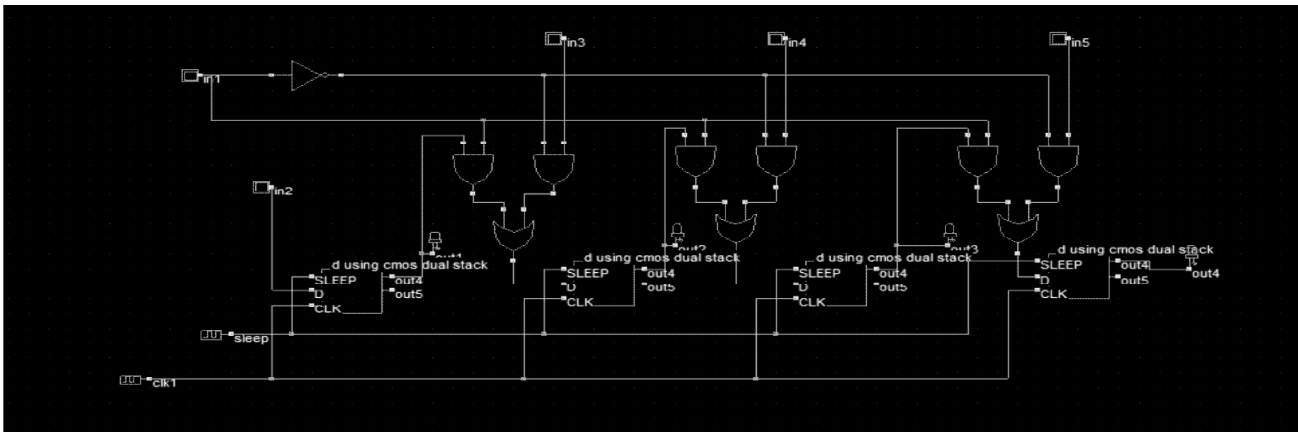 in3
in4
in5
in1
in2
out1
out2
out3
d using cmos dual stack
SLEEP
D
CLK
out4
out5
d using cmos dual stack
SLEEP
D
CLK
out4
out5
d using cmos dual stack
SLEEP
D
CLK
out4
out5
d using cmos dual stack
SLEEP
D
CLK
out4
out5
out4
sleep
clk1